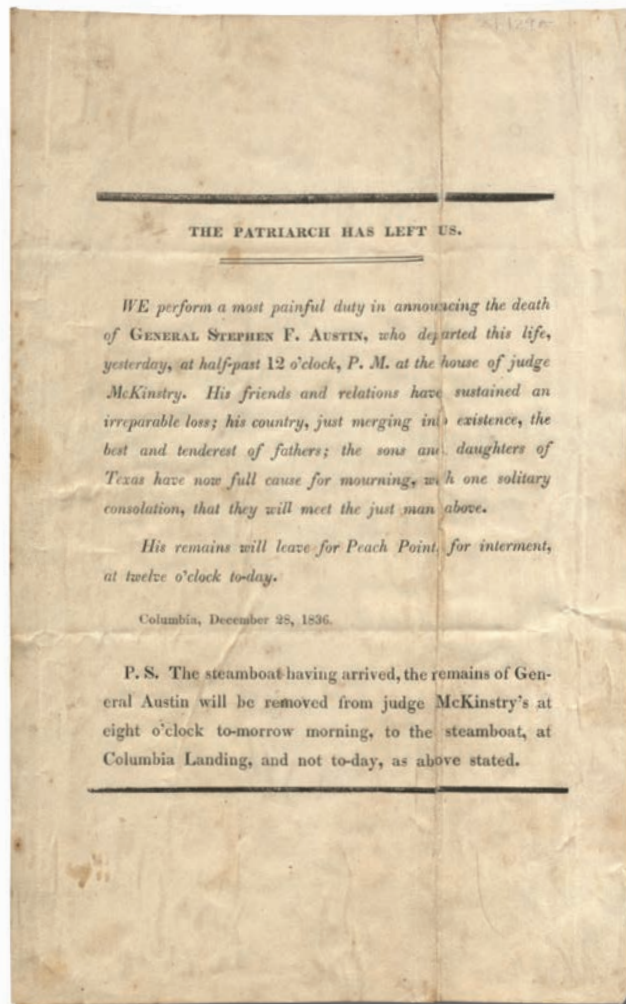 THE PATRIARCH HAS LEFT US.
WE perform a most painful duty in announcing the death
of GENERAL STEPHEN F. AUSTIN, who departed this life,
yesterday, at half-past 12 o'clock, P. M. at the house of judge
McKinstry. His friends and relations have sustained an
irreparable loss; his country, just merging into existence, the
best and tenderest of fathers; the sons and daughters of
Texas have now full cause for mourning, with one solitary
consolation, that they will meet the just man above.
His remains will leave for Peach Point, for interment,
at twelve o'clock to-day.
Columbia, December 28, 1836.
P. S. The steamboat having arrived, the remains of Gen-
eral Austin will be removed from judge McKinstry's at
eight o'clock to-morrow morning, to the steamboat, at
Columbia Landing, and not to-day, as above stated.